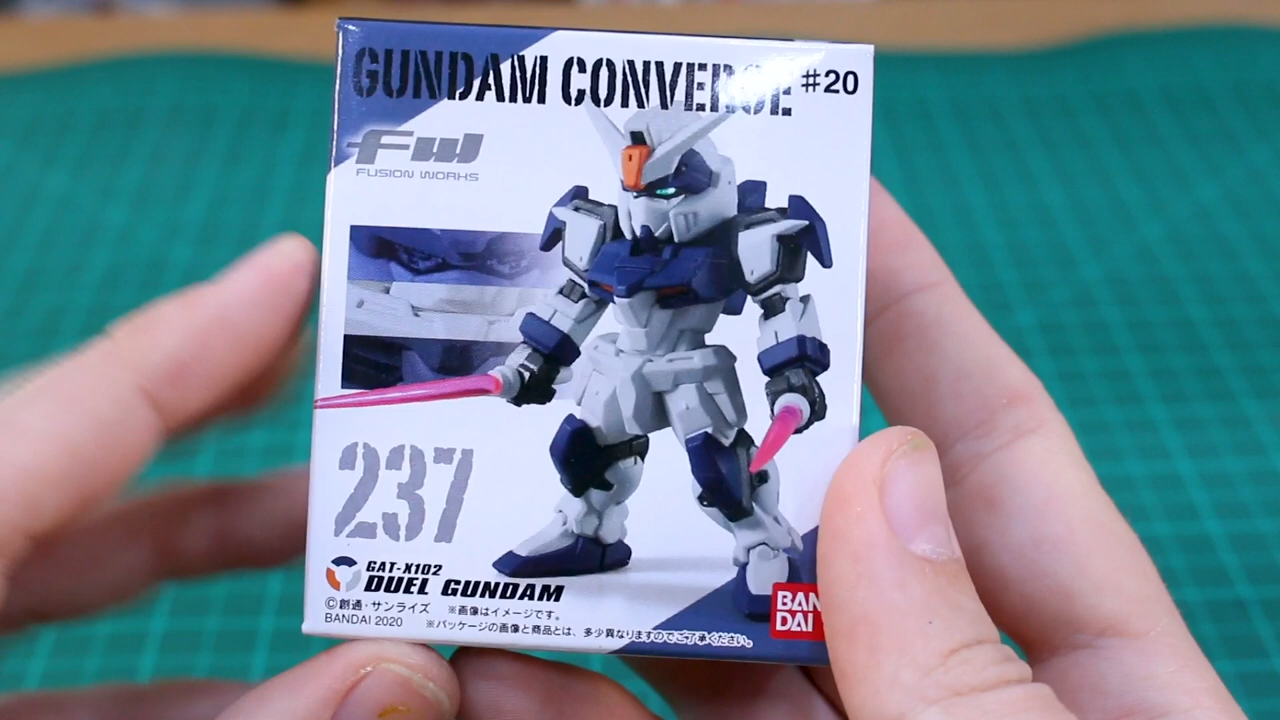 GUNDAM CONVERGE #20
FW
FUSION WORKS
237
GAT-X102
DUEL GUNDAM
©創通・サンライズ ※画像はイメージです。
BANDAI 2020 ※パッケージの画像と商品とは、多少異なりますのでご了承ください。
BAN
DAI